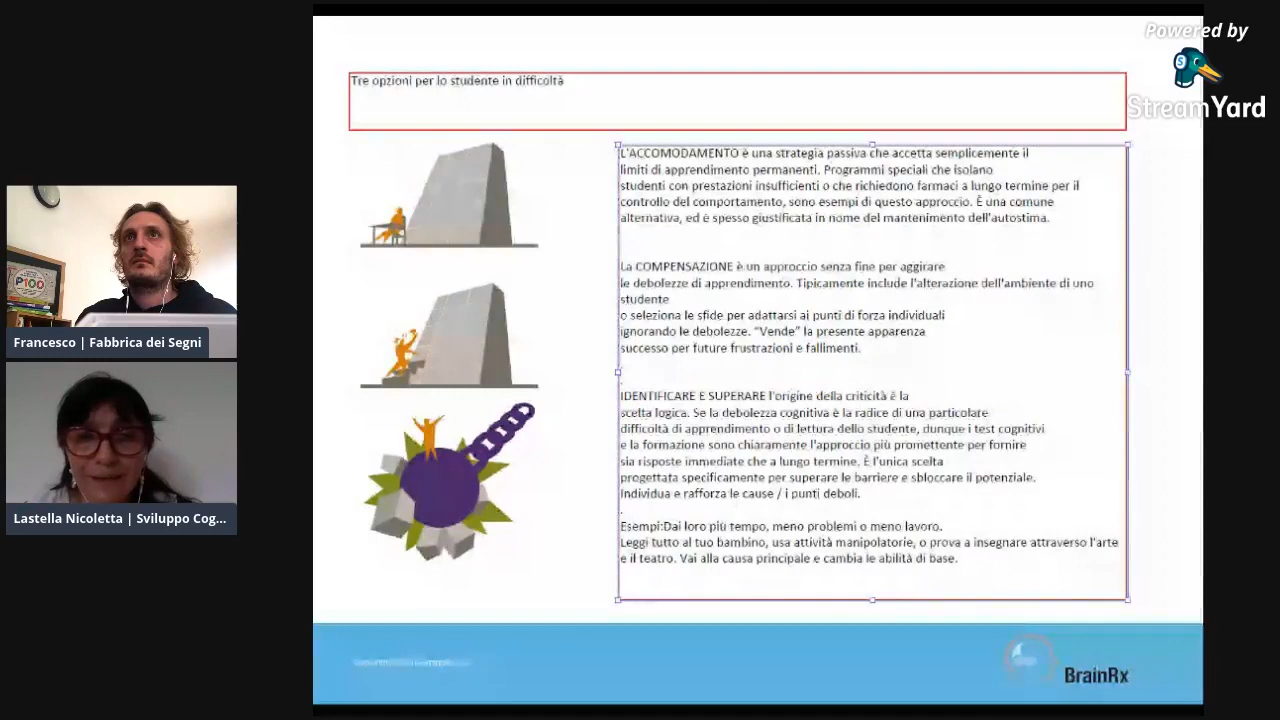 Powered by
StreamYard
Tre opzioni per lo studente in difficoltà
L'ACCOMODAMENTO è una strategia passiva che accetta semplicemente il
limiti di apprendimento permanenti. Programmi speciali che isolano
studenti con prestazioni insufficienti o che richiedono farmaci a lungo termine per il
controllo del comportamento, sono esempi di questo approccio. È una comune
alternativa, ed è spesso giustificata in nome del mantenimento dell'autostima.
La COMPENSAZIONE è un approccio senza fine per aggirare
le debolezze di apprendimento. Tipicamente include l'alterazione dell'ambiente di uno
studente
o seleziona le sfide per adattarsi ai punti di forza individuali
ignorando le debolezze. "Vende" la presente apparenza
successo per future frustrazioni e fallimenti.
.
IDENTIFICARE E SUPERARE l'origine della criticità è la
scelta logica. Se la debolezza cognitiva è la radice di una particolare
difficoltà di apprendimento o di lettura dello studente, dunque i test cognitivi
e la formazione sono chiaramente l'approccio più promettente per fornire
sia risposte immediate che a lungo termine. È l'unica scelta
progettata specificamente per superare le barriere e sbloccare il potenziale.
Individua e rafforza le cause / i punti deboli.
.
Esempi:Dai loro più tempo, meno problemi o meno lavoro.
Leggi tutto al tuo bambino, usa attività manipolatorie, o prova a insegnare attraverso l'arte
e il teatro. Vai alla causa principale e cambia le abilità di base.
PiOO
Francesco | Fabbrica dei Segni
Lastella Nicoletta | Sviluppo Cog...
BrainRx